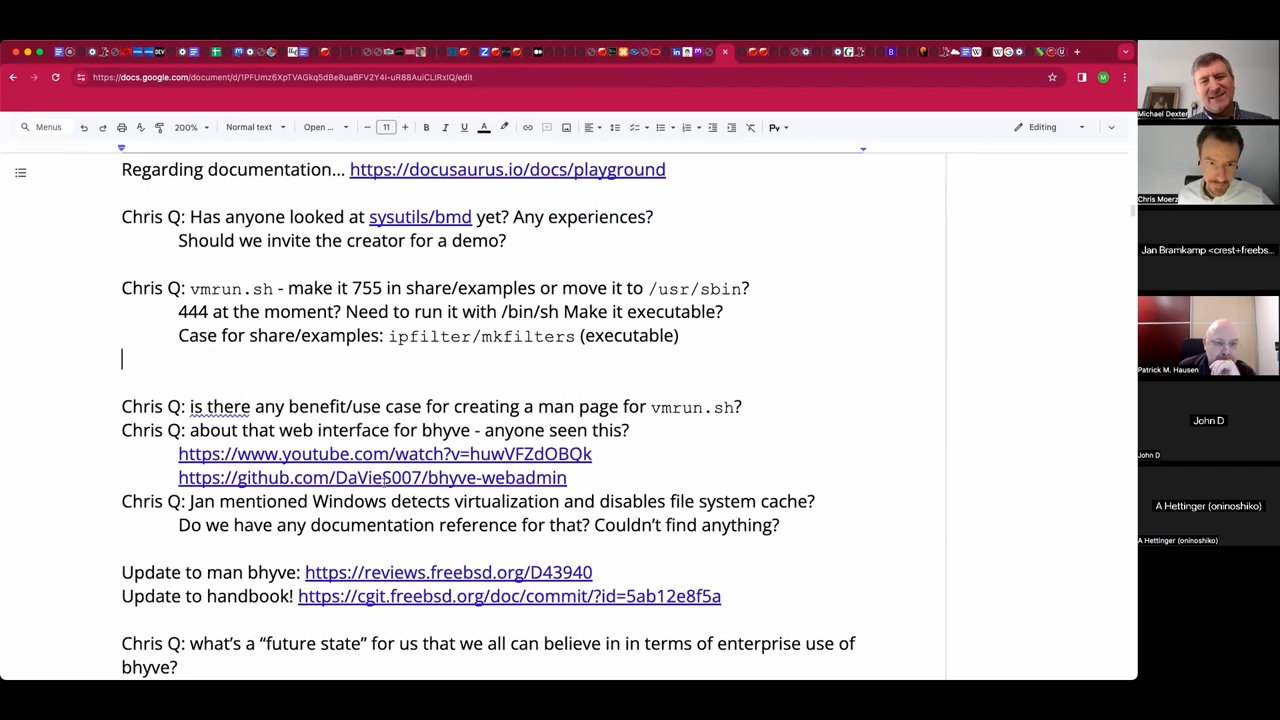 https://docs.google.com/document/d/1PFUmz6XpTVAGkq5dBe8uaBFV2Y4i-uR88AuiCLIRxIQ/edit
Menus 200% Normal text Open ... 11 B I U A Editing
Regarding documentation... https://docusaurus.io/docs/playground
Chris Q: Has anyone looked at sysutils/bmd yet? Any experiences?
Should we invite the creator for a demo?
Chris Q: vmrun.sh - make it 755 in share/examples or move it to /usr/sbin?
444 at the moment? Need to run it with /bin/sh Make it executable?
Case for share/examples: ipfilter/mkfilters (executable)
Chris Q: is there any benefit/use case for creating a man page for vmrun.sh?
Chris Q: about that web interface for bhyve - anyone seen this?
https://www.youtube.com/watch?v=huwVFZdOBQk
https://github.com/DaVieS007/bhyve-webadmin
Chris Q: Jan mentioned Windows detects virtualization and disables file system cache?
Do we have any documentation reference for that? Couldn't find anything?
Update to man bhyve: https://reviews.freebsd.org/D43940
Update to handbook! https://cgit.freebsd.org/doc/commit/?id=5ab12e8f5a
Chris Q: what's a “future state” for us that we all can believe in in terms of enterprise use of
bhyve?
Michael Dexter
Chris Moerz
Jan Bramkamp <crest+freebs...
Patrick M. Hausen
John D
John D
A Hettinger (oninoshiko)
A Hettinger (oninoshiko)